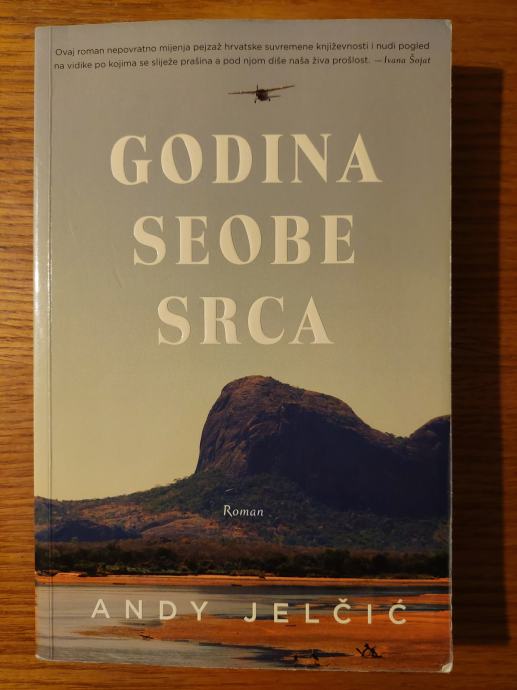 Ovaj roman nepovratno mijenja pejzaž hrvatske suvremene književnosti i nudi pogled
na vidike po kojima se sliježe prašina a pod njom diše naša živa prošlost. —Ivana Šojat
GODINA
SEOBE
SRCA
Roman
ANDY JELČIĆ